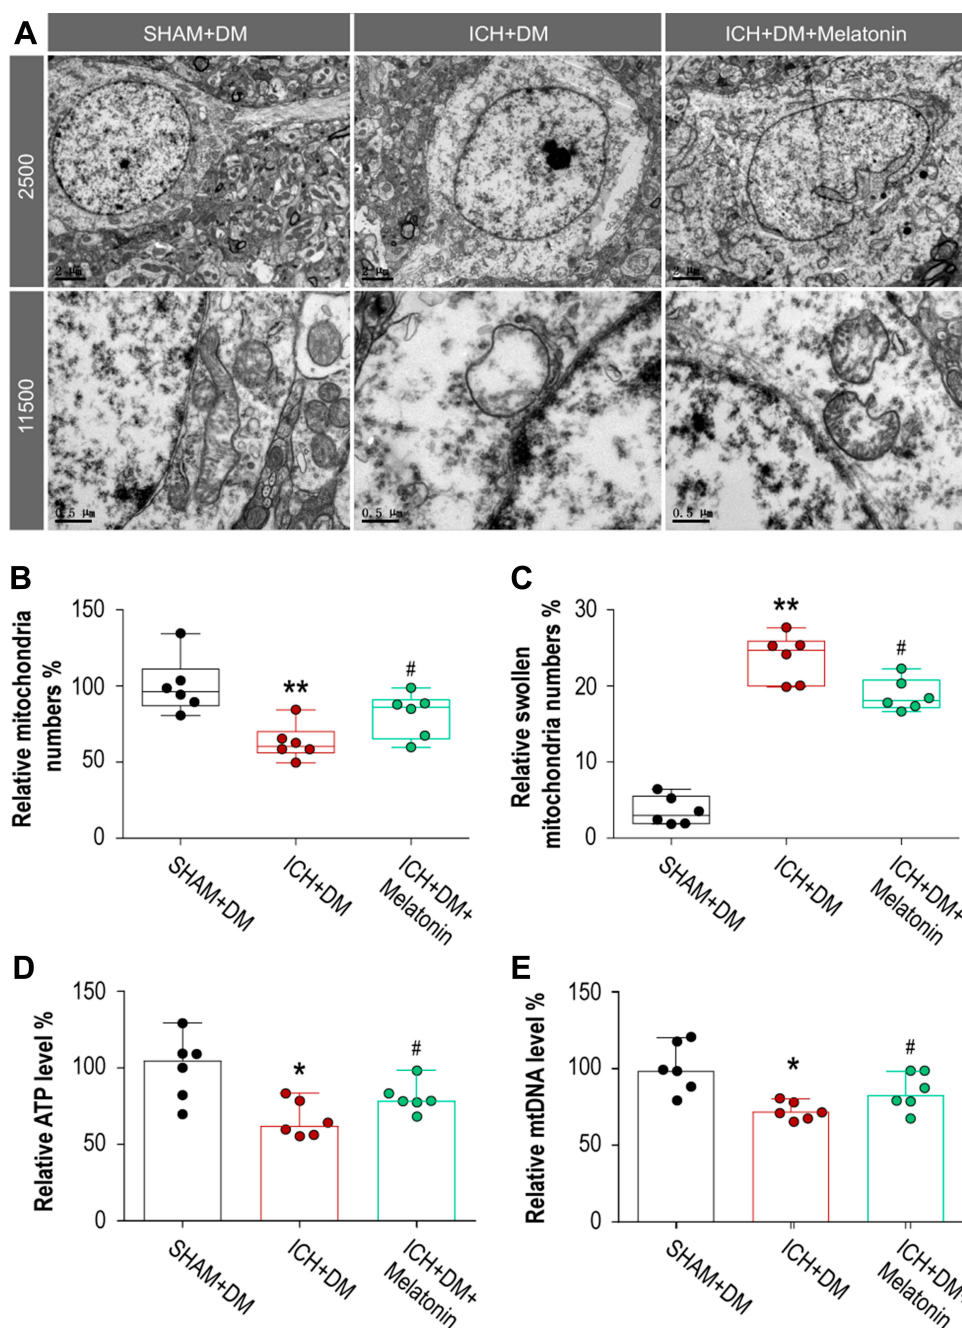 A
SHAM+DM
ICH+DM
ICH+DM+Melatonin
2500
2 μm
2 μm
2 μm
11500
0.5 μm
0.5 μm
0.5 μm
B
Relative mitochondria
numbers %
150
100
50
0
**
#
SHAM+DM
ICH+DM
ICH+DM+
Melatonin
C
Relative swollen
mitochondria numbers %
30
20
10
0
**
#
SHAM+DM
ICH+DM
ICH+DM+
Melatonin
D
Relative ATP level %
150
100
50
0
*
#
SHAM+DM
ICH+DM
ICH+DM+
Melatonin
E
Relative mtDNA level %
150
100
50
0
*
#
SHAM+DM
ICH+DM
ICH+DM+
Melatonin